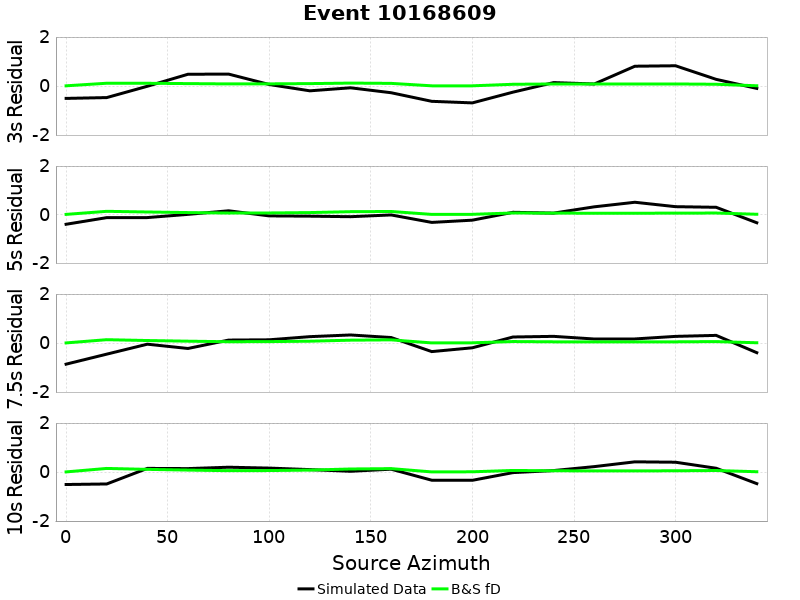 Event 10168609
3s Residual
2
0
-2
5s Residual
2
0
-2
7.5s Residual
2
0
-2
10s Residual
2
0
-2
0 50 100 150 200 250 300
Source Azimuth
Simulated Data B&S fD